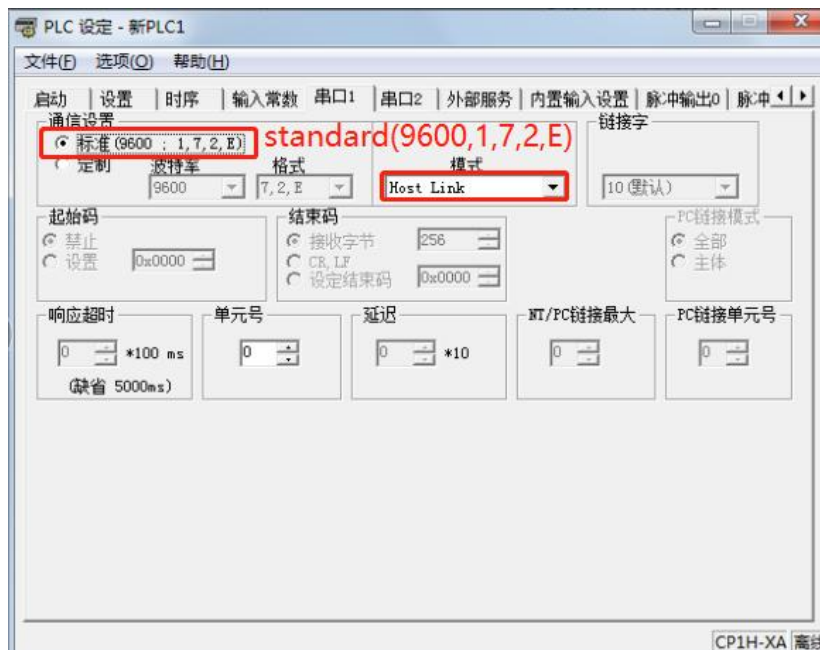 PLC 设定 - 新PLC1
文件(F) 选项(O) 帮助(H)
启动 设置 时序 输入常数 串口1 串口2 外部服务 内置输入设置 脉冲输出0 脉冲
通信设置 链接字
标准(9600 ; 1,7,2,E) standard(9600,1,7,2,E)
定制 波特率 格式 模式
9600 7,2,E Host Link 10(默认)
起始码 结束码 PC链接模式
禁止 接收字节 256 全部
设置 0x0000 CR,LF 主体
设定结束码 0x0000
响应超时 单元号 延迟 NT/PC链接最大 PC链接单元号
0 *100 ms 0 0 *10 0 0
(缺省 5000ms)
CP1H-XA 离线